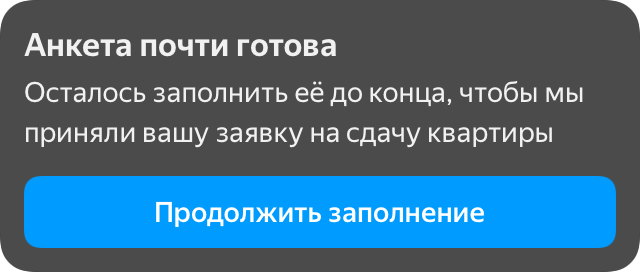 Анкета почти готова
Осталось заполнить её до конца, чтобы мы
приняли вашу заявку на сдачу квартиры
Продолжить заполнение